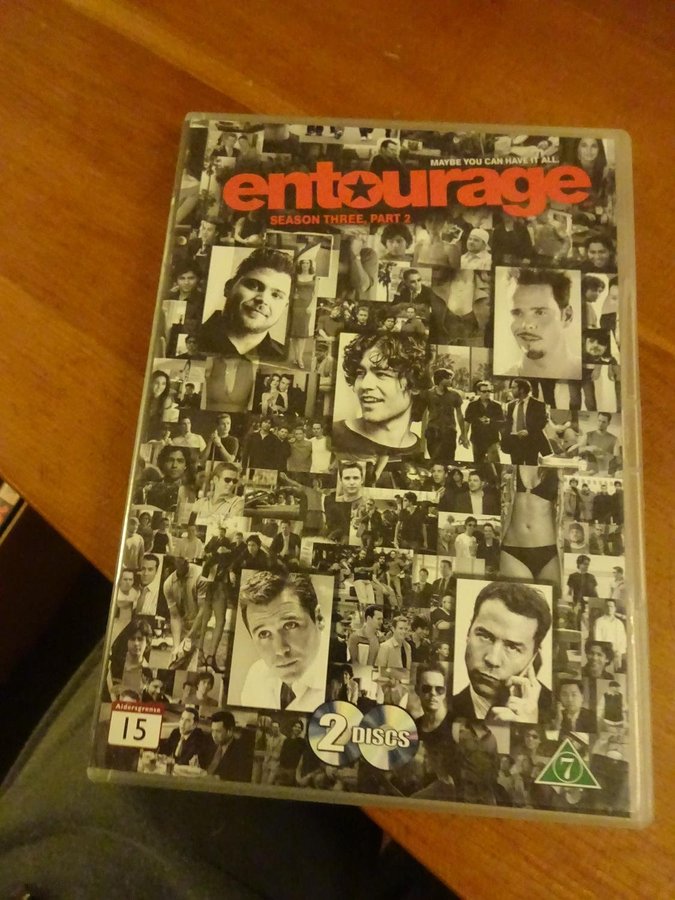 MAYBE YOU CAN HAVE IT ALL.
entourage
SEASON THREE, PART 2
Aldersgrense
15
2 DISCS
7